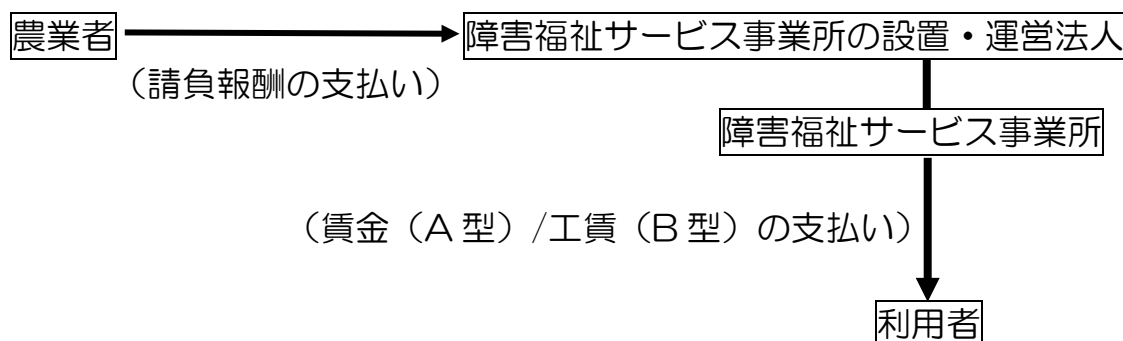 農業者
障害福祉サービス事業所の設置・運営法人
（請負報酬の支払い）
障害福祉サービス事業所
（賃金（A型）/工賃（B型）の支払い）
利用者